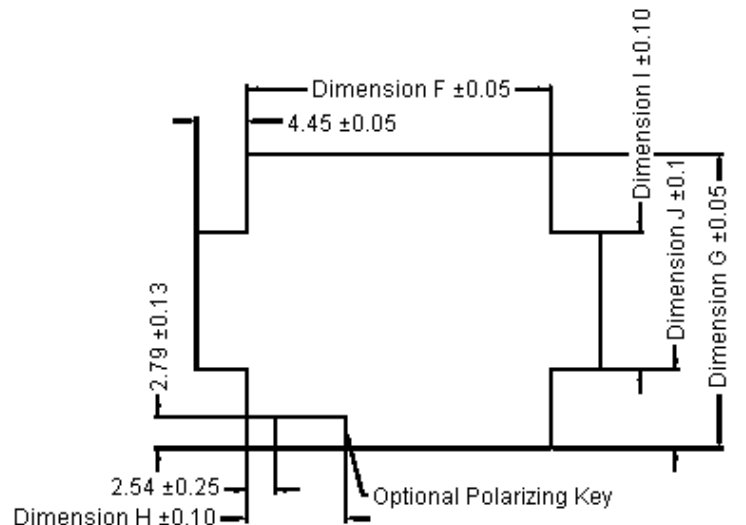 Dimension F ±0.05
4.45 ±0.05
Dimension I ±0.10
Dimension J ±0.1
Dimension G ±0.05
2.79 ±0.13
2.54 ±0.25
Optional Polarizing Key
Dimension H ±0.10